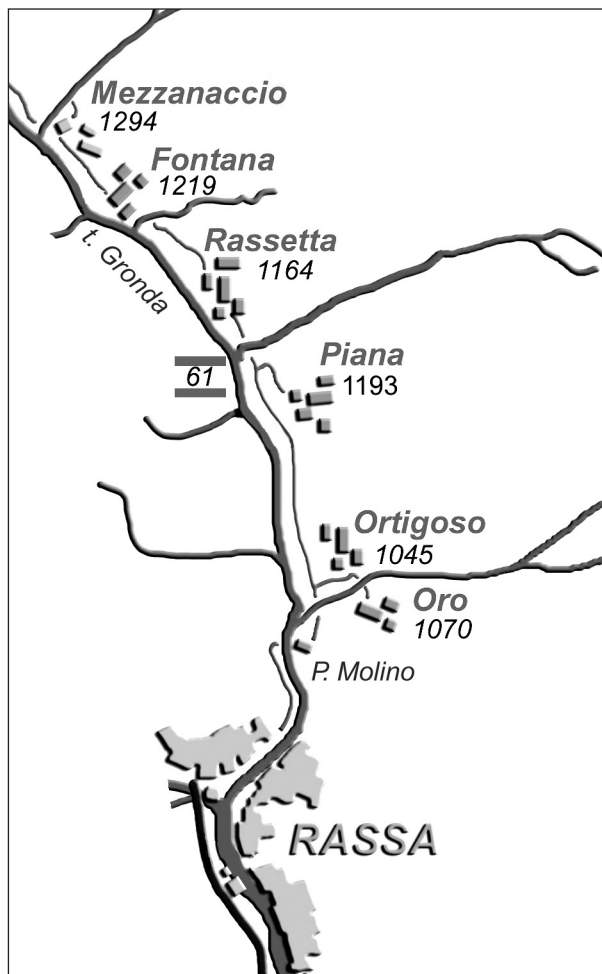 Mezzanaccio
1294
Fontana
1219
t. Gronda
Rassetta
1164
61
Piana
1193
Ortigoso
1045
Oro
1070
P. Molino
RASSA